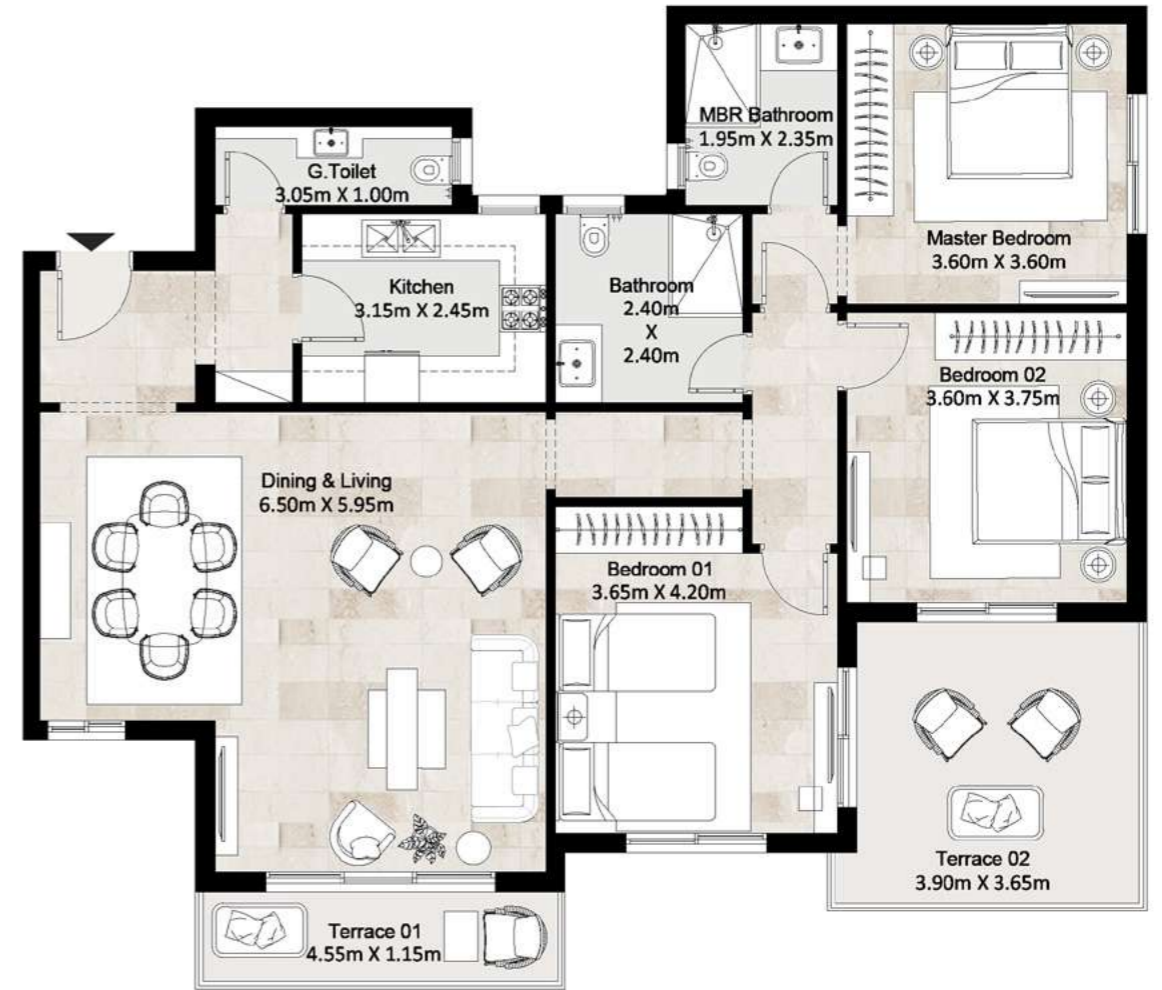 MBR Bathroom
1.95m X 2.35m
G.Toilet
3.05m X 1.00m
Master Bedroom
3.60m X 3.60m
Kitchen
3.15m X 2.45m
Bathroom
2.40m
X
2.40m
Bedroom 02
3.60m X 3.75m
Dining & Living
6.50m X 5.95m
Bedroom 01
3.65m X 4.20m
Terrace 02
3.90m X 3.65m
Terrace 01
4.55m X 1.15m